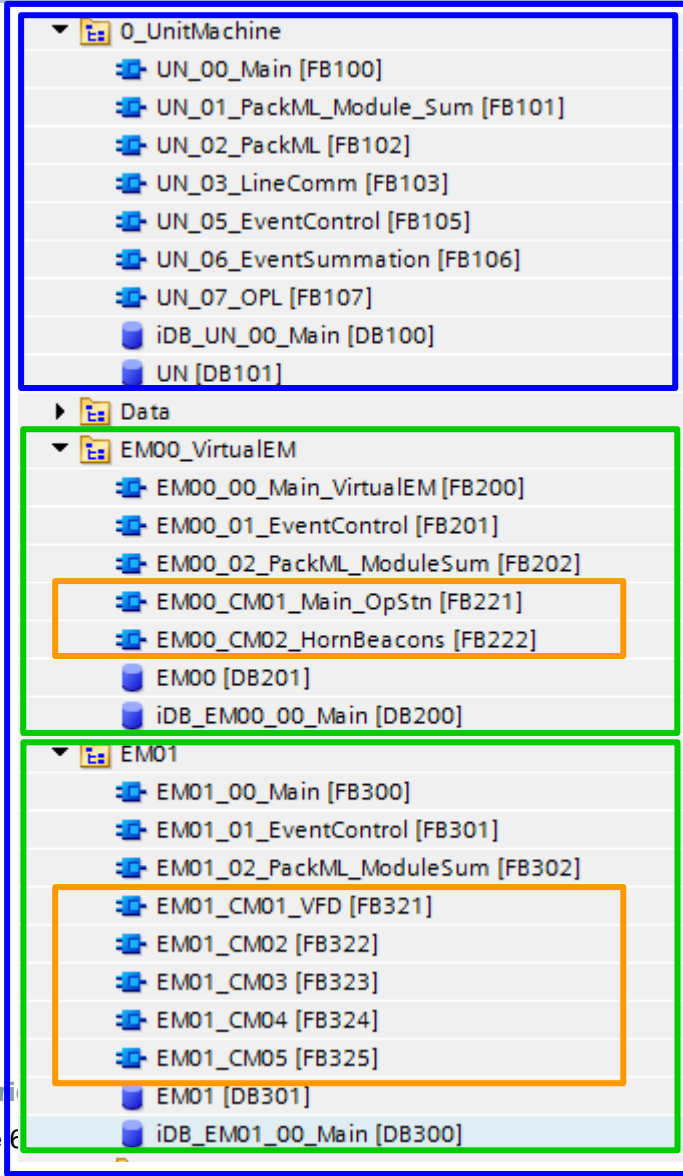 0_UnitMachine
UN_00_Main [FB100]
UN_01_PackML_Module_Sum [FB101]
UN_02_PackML [FB102]
UN_03_LineComm [FB103]
UN_05_EventControl [FB105]
UN_06_EventSummation [FB106]
UN_07_OPL [FB107]
iDB_UN_00_Main [DB100]
UN [DB101]
Data
EM00_VirtualEM
EM00_00_Main_VirtualEM [FB200]
EM00_01_EventControl [FB201]
EM00_02_PackML_ModuleSum [FB202]
EM00_CM01_Main_OpStn [FB221]
EM00_CM02_HornBeacons [FB222]
EM00 [DB201]
iDB_EM00_00_Main [DB200]
EM01
EM01_00_Main [FB300]
EM01_01_EventControl [FB301]
EM01_02_PackML_ModuleSum [FB302]
EM01_CM01_VFD [FB321]
EM01_CM02 [FB322]
EM01_CM03 [FB323]
EM01_CM04 [FB324]
EM01_CM05 [FB325]
EM01 [DB301]
iDB_EM01_00_Main [DB300]